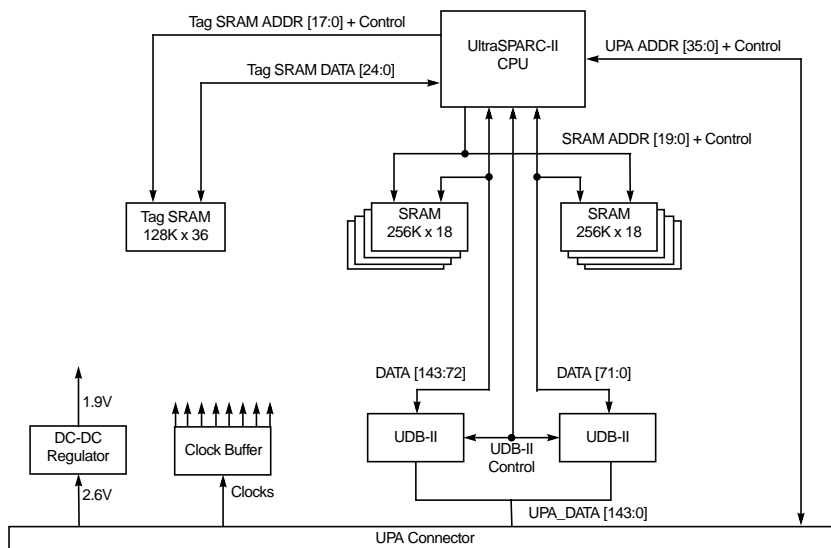 Tag SRAM ADDR [17:0] + Control
UltraSPARC-II
CPU
UPA ADDR [35:0] + Control
Tag SRAM DATA [24:0]
SRAM ADDR [19:0] + Control
Tag SRAM
128K x 36
SRAM
256K x 18
SRAM
256K x 18
DATA [143:72]
DATA [71:0]
1.9V
DC-DC
Regulator
Clock Buffer
UDB-II
UDB-II
Control
UDB-II
2.6V
Clocks
UPA_DATA [143:0]
UPA Connector